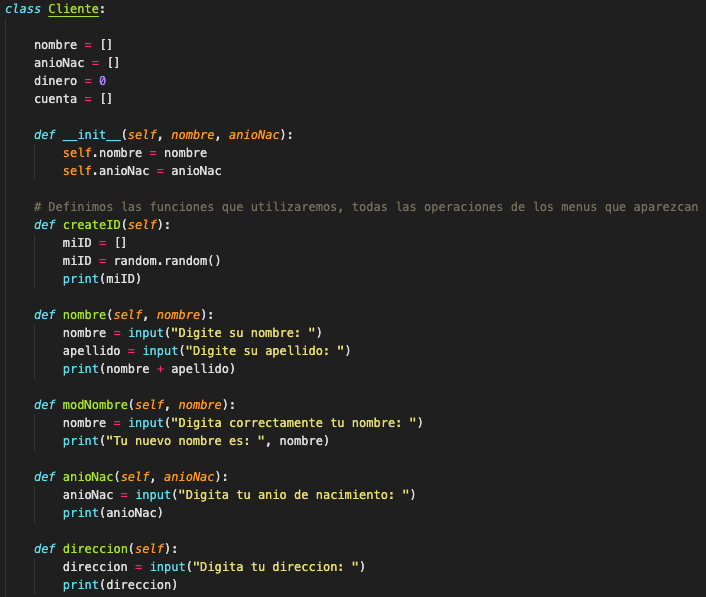 class Cliente:
nombre = []
anioNac = []
dinero = 0
cuenta = []
def __init__(self, nombre, anioNac):
self.nombre = nombre
self.anioNac = anioNac
# Definimos las funciones que utilizaremos, todas las operaciones de los menus que aparezcan
def createID(self):
miID = []
miID = random.random()
print(miID)
def nombre(self, nombre):
nombre = input("Digite su nombre: ")
apellido = input("Digite su apellido: ")
print(nombre + apellido)
def modNombre(self, nombre):
nombre = input("Digita correctamente tu nombre: ")
print("Tu nuevo nombre es: ", nombre)
def anioNac(self, anioNac):
anioNac = input("Digita tu anio de nacimiento: ")
print(anioNac)
def direccion(self):
direccion = input("Digita tu direccion: ")
print(direccion)